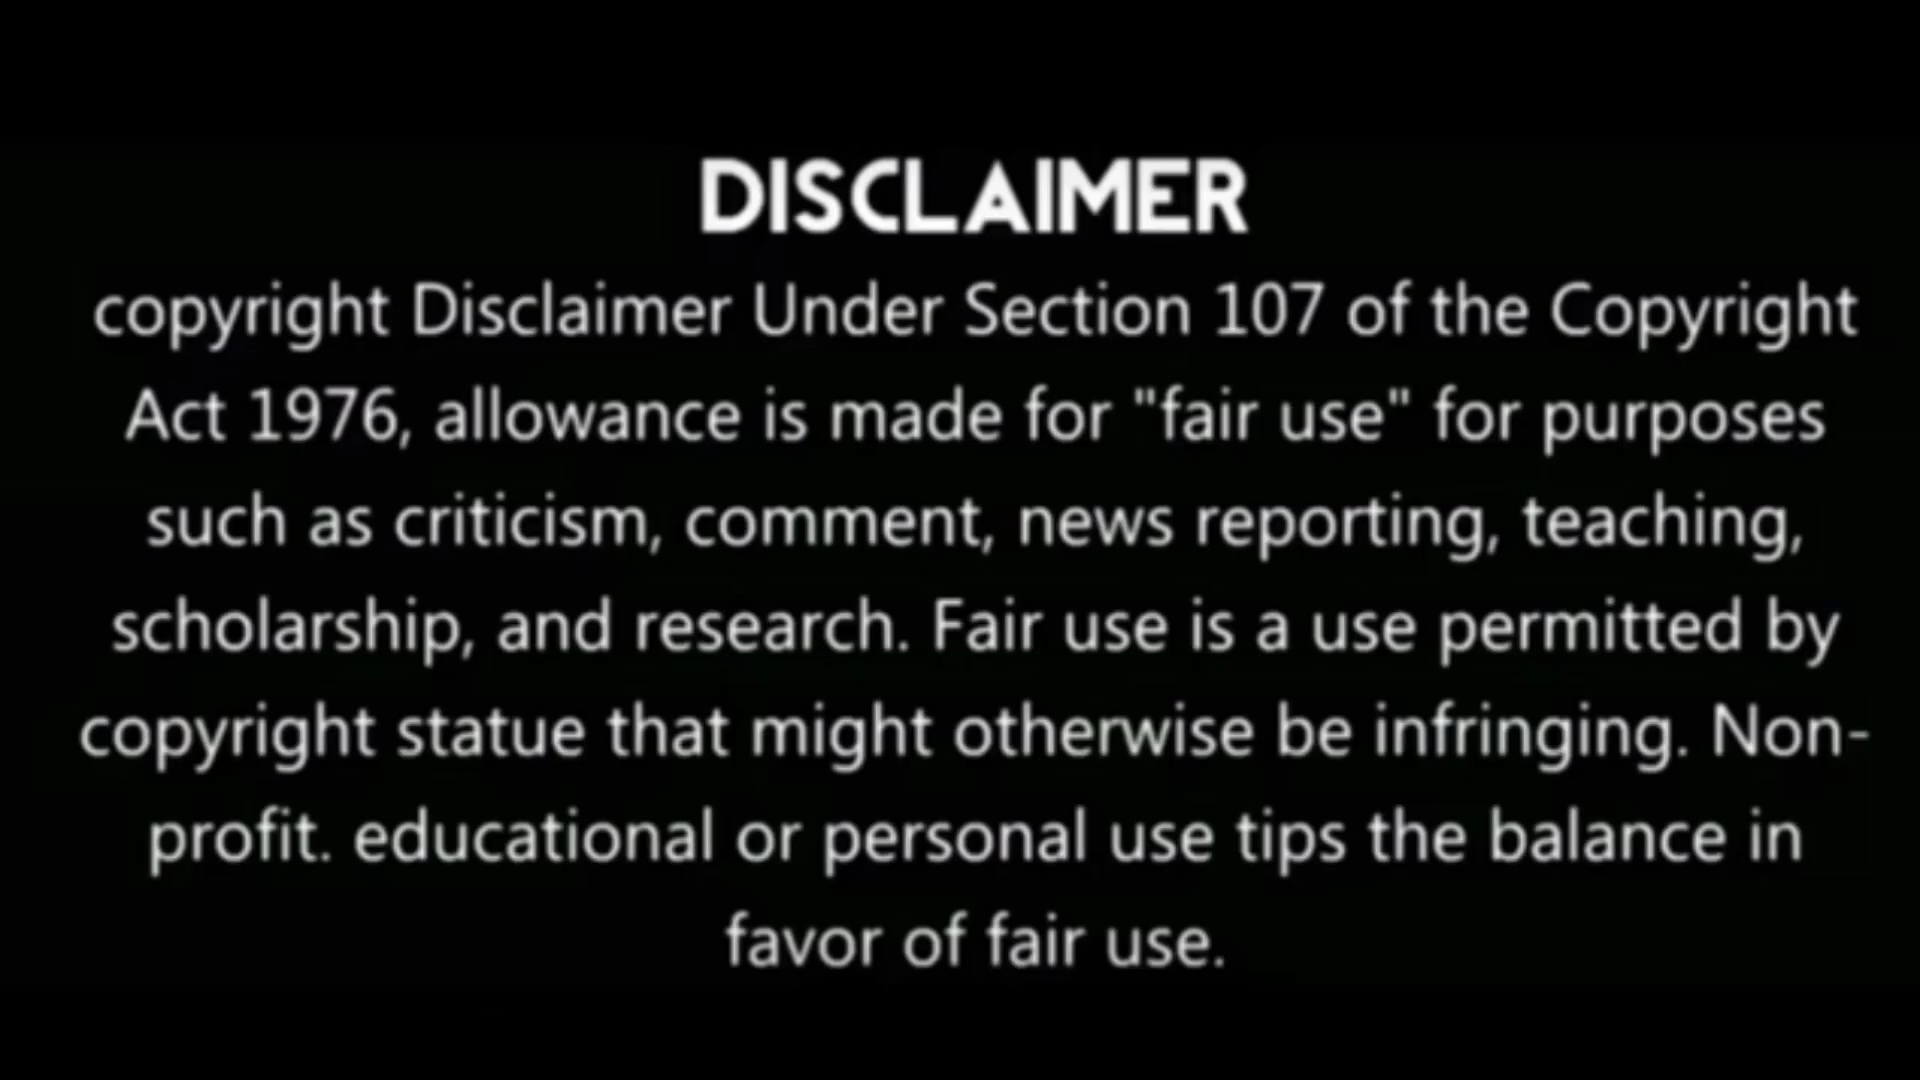 DISCLAIMER
copyright Disclaimer Under Section 107 of the Copyright
Act 1976, allowance is made for "fair use" for purposes
such as criticism, comment, news reporting, teaching,
scholarship, and research. Fair use is a use permitted by
copyright statue that might otherwise be infringing. Non-
profit. educational or personal use tips the balance in
favor of fair use.